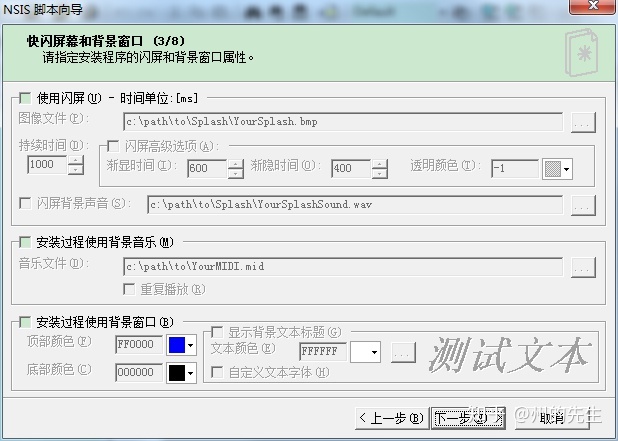 NSIS 脚本向导
快闪屏幕和背景窗口 (3/8)
请指定安装程序的闪屏和背景窗口属性。
使用闪屏(U) - 时间单位:[ms]
图像文件(P): c:\path\to\Splash\YourSplash.bmp ...
持续时间(D): 闪屏高级选项(A):
1000 渐显时间(I): 600 渐隐时间(O): 400 透明颜色(T): -1
闪屏背景声音(S): c:\path\to\Splash\YourSplashSound.wav ...
安装过程使用背景音乐(M)
音乐文件(D): c:\path\to\YourMIDI.mid ...
重复播放(R)
安装过程使用背景窗口(B)
顶部颜色(F) FF0000 显示背景文本标题(G)
文本颜色(E) FFFFFF ... 测试文本
底部颜色(C) 000000 自定义文本字体(H)
<上一步(B) 下一步(N)> 取消
知乎 @州的先生